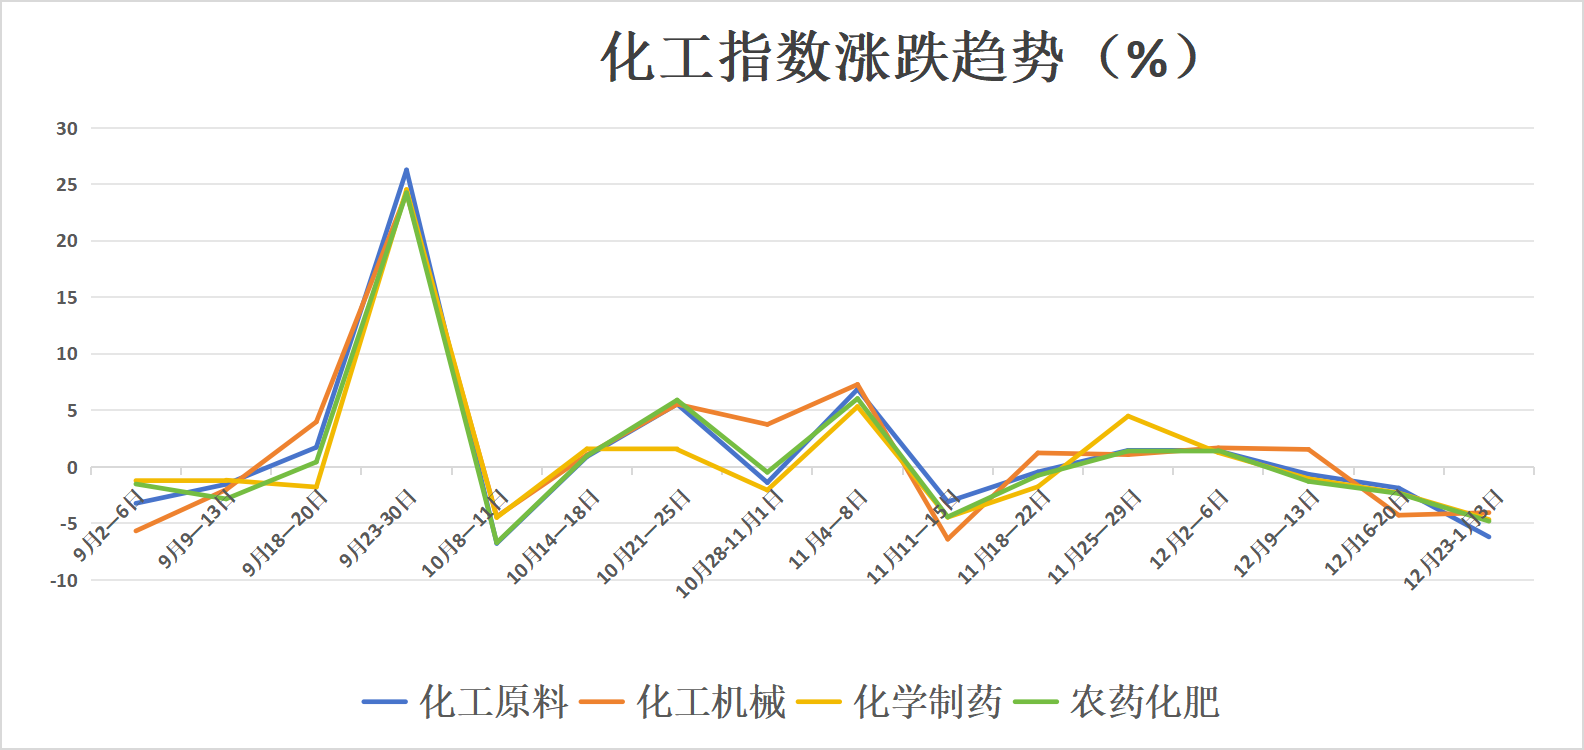 化工指数涨跌趋势（%）
30
25
20
15
10
5
0
-5
-10
9月2—6日
9月9—13日
9月18—20日
9月23-30日
10月8—11日
10月14—18日
10月21—25日
10月28-11月1日
11月4—8日
11月11—15日
11月18—22日
11月25—29日
12月2—6日
12月9—13日
12月16-20日
12月23-1月3日
化工原料 化工机械 化学制药 农药化肥